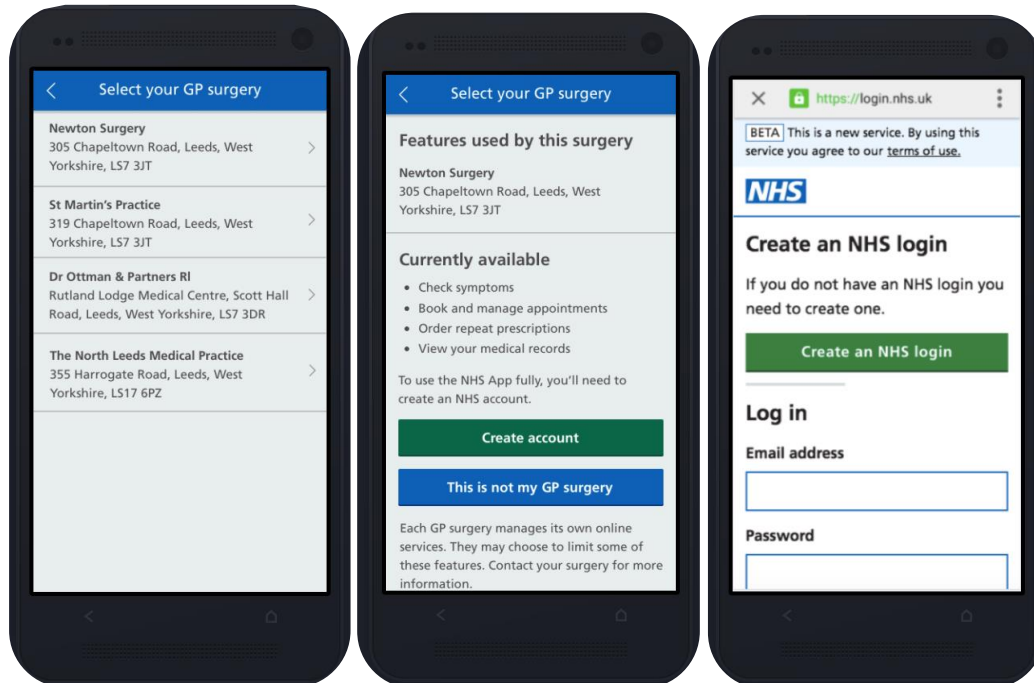 Select your GP surgery
Newton Surgery
305 Chapeltown Road, Leeds, West
Yorkshire, LS7 3JT
St Martin's Practice
319 Chapeltown Road, Leeds, West
Yorkshire, LS7 3JT
Dr Ottman & Partners Rl
Rutland Lodge Medical Centre, Scott Hall
Road, Leeds, West Yorkshire, LS7 3DR
The North Leeds Medical Practice
355 Harrogate Road, Leeds, West
Yorkshire, LS17 6PZ
Select your GP surgery
Features used by this surgery
Newton Surgery
305 Chapeltown Road, Leeds, West
Yorkshire, LS7 3JT
Currently available
• Check symptoms
• Book and manage appointments
• Order repeat prescriptions
• View your medical records
To use the NHS App fully, you'll need to
create an NHS account.
Create account
This is not my GP surgery
Each GP surgery manages its own online
services. They may choose to limit some of
these features. Contact your surgery for more
information.
https://login.nhs.uk
BETA This is a new service. By using this
service you agree to our terms of use.
NHS
Create an NHS login
If you do not have an NHS login you
need to create one.
Create an NHS login
Log in
Email address
Password